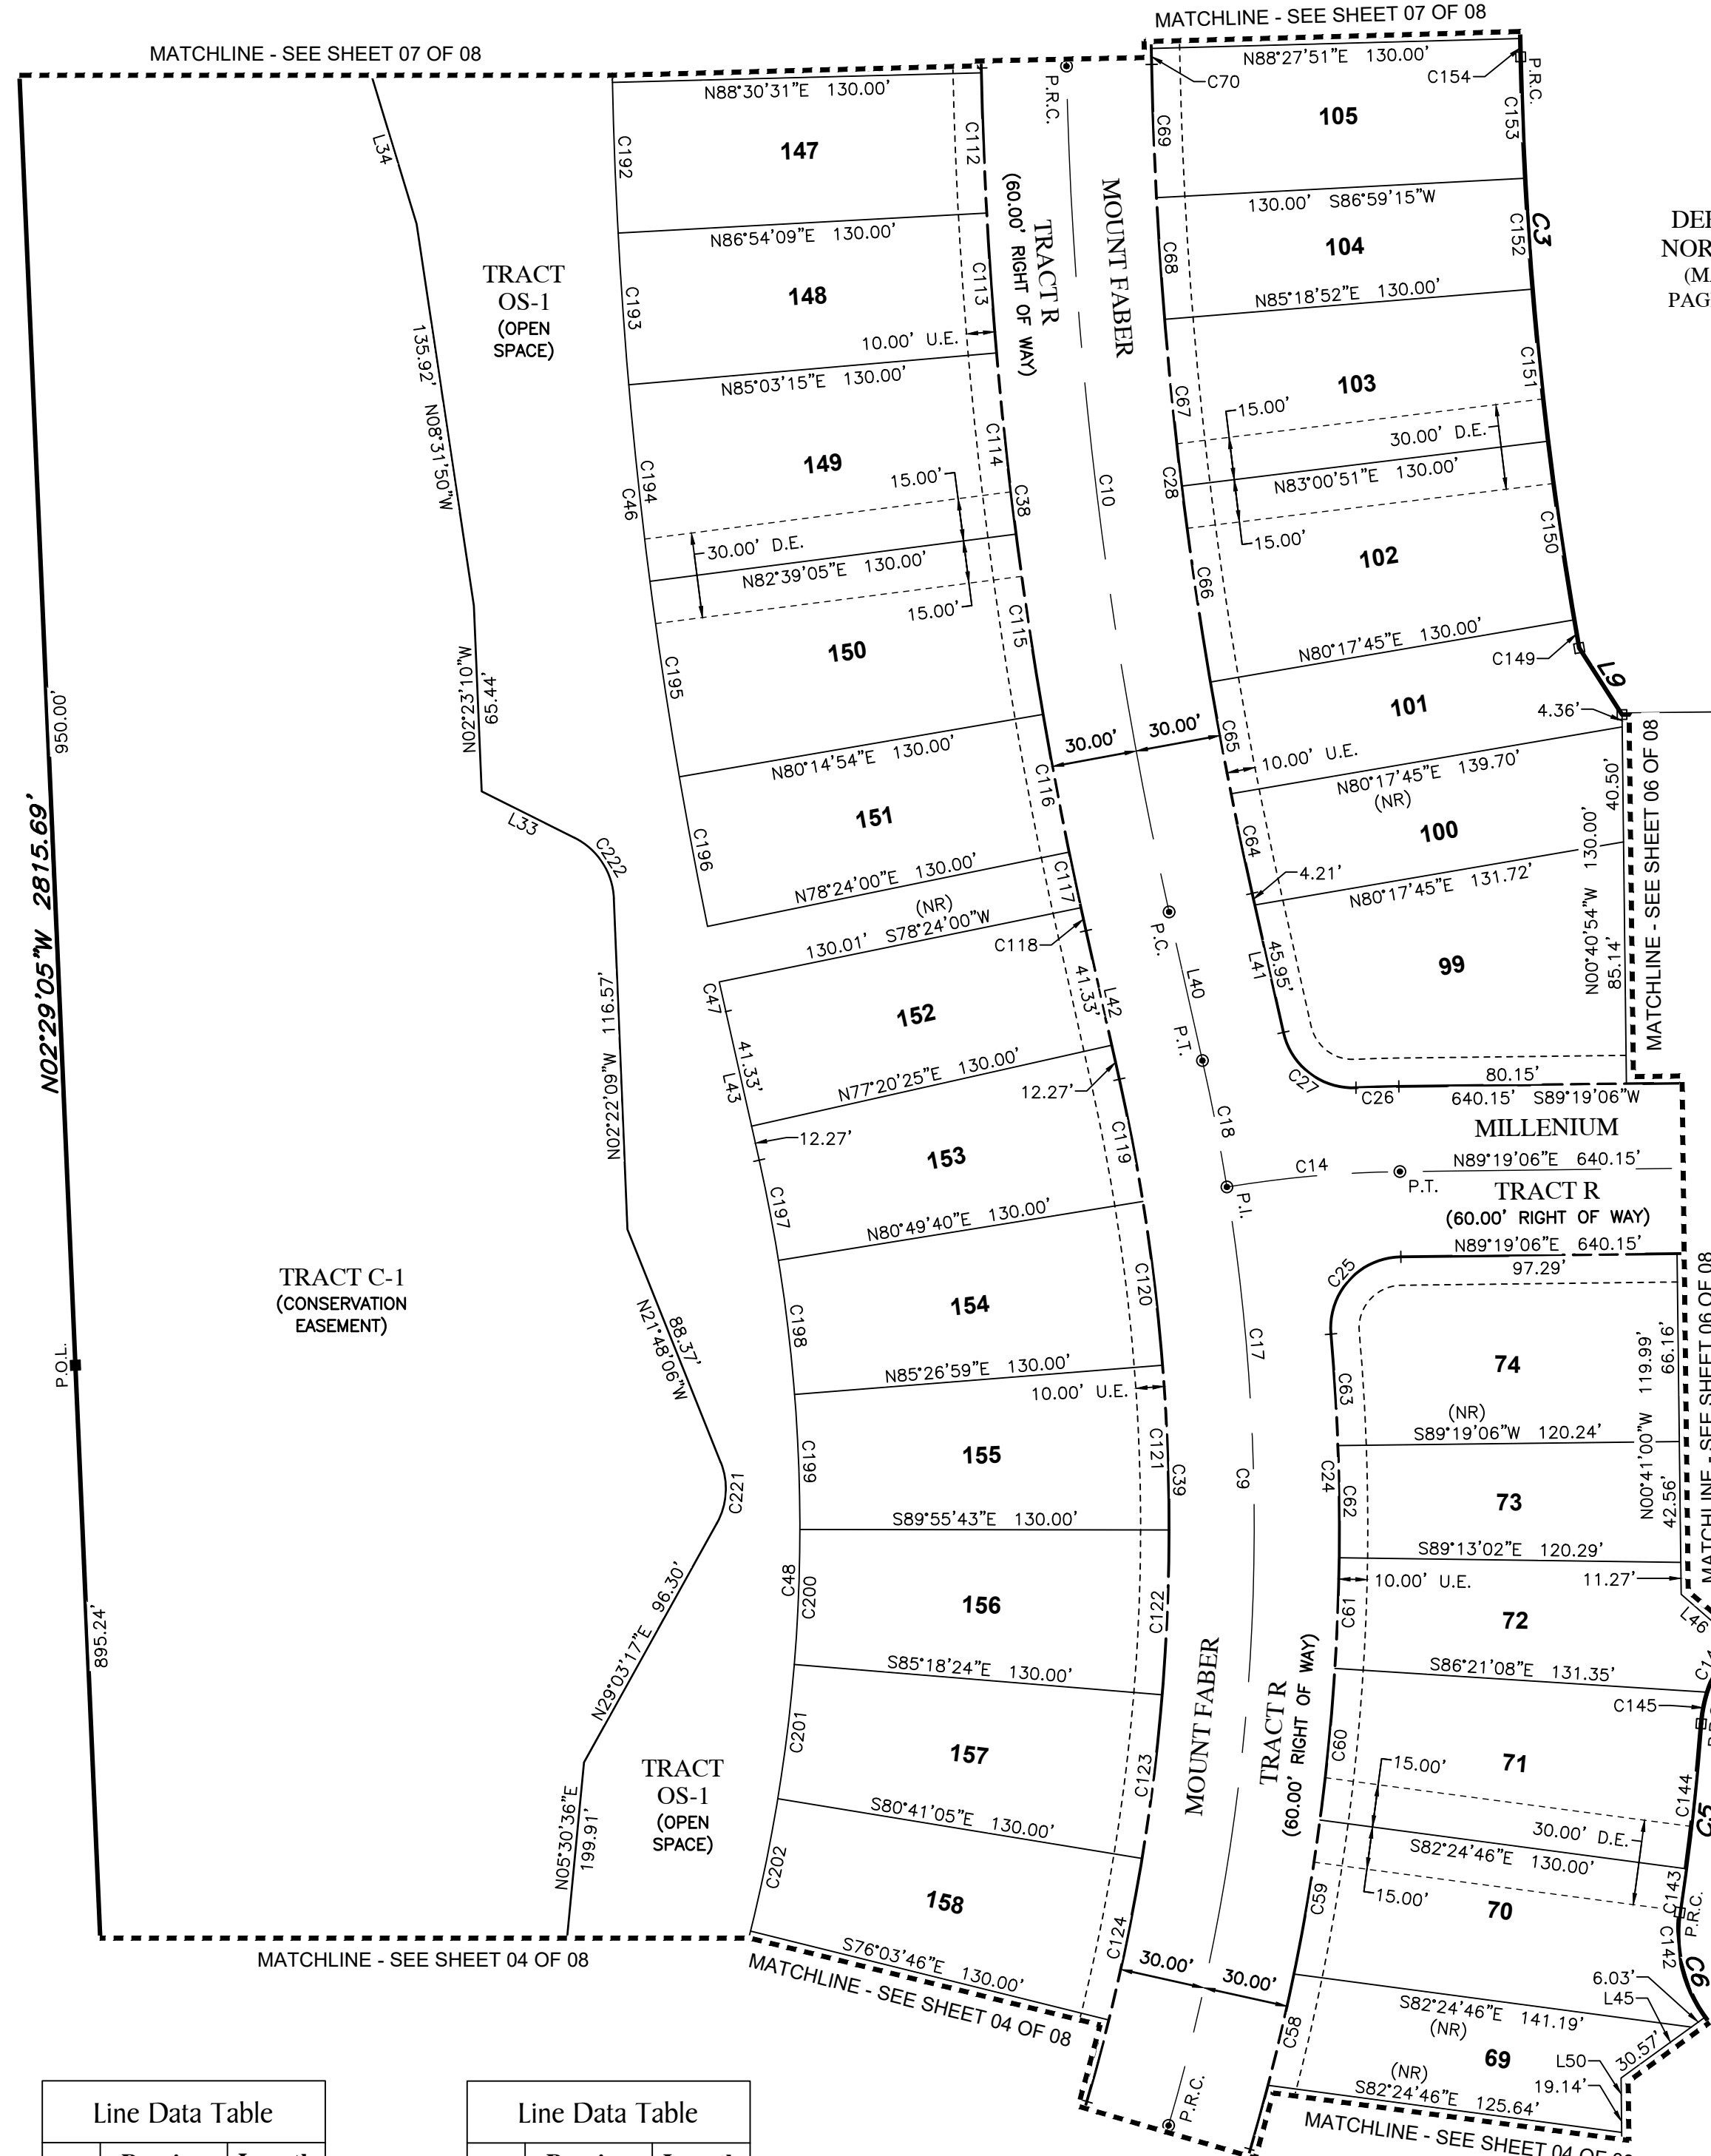 MATCHLINE - SEE SHEET 07 OF 08
MATCHLINE - SEE SHEET 07 OF 08
N88°30'31"E 130.00'
147
C192
C112
L34
N86°54'09"E 130.00'
TRACT
OS-1
(OPEN
SPACE)
148
C193
C113
10.00' U.E.
N85°03'15"E 130.00'
135.92' N08°31'50"W
149
C194
C46
C114
C38
15.00'
30.00' D.E.
N82°39'05"E 130.00'
15.00'
150
C195
C115
N02°23'10"W
65.44'
N80°14'54"E 130.00'
151
C196
C116
N78°24'00"E 130.00'
(NR)
130.01' S78°24'00"W
C117
C118
L33
C222
950.00'
N02°29'05"W 2815.69'
C47
152
41.33'
L42
41.33'
L43
N77°20'25"E 130.00'
12.27'
12.27'
N02°22'09"W 116.57'
153
C197
C119
N80°49'40"E 130.00'
TRACT C-1
(CONSERVATION
EASEMENT)
154
C198
C120
88.37'
N21°48'06"W
P.O.L.
N85°26'59"E 130.00'
10.00' U.E.
155
C199
C121
C39
C221
S89°55'43"E 130.00'
C48
C200
156
C122
895.24'
96.30'
N29°03'17"E
S85°18'24"E 130.00'
C201
157
C123
TRACT
OS-1
(OPEN
SPACE)
S80°41'05"E 130.00'
N05°30'36"E
199.91'
C202
158
C124
S76°03'46"E 130.00'
MATCHLINE - SEE SHEET 04 OF 08
MATCHLINE - SEE SHEET 04 OF 08
P.R.C.
(60.00' RIGHT OF WAY)
TRACT R
MOUNT FABER
C10
30.00' 30.00'
P.C.
L40
P.T.
C18
P.I.
C14
P.T.
C17
C9
MOUNT FABER
TRACT R
(60.00' RIGHT OF WAY)
30.00' 30.00'
P.R.C.
N88°27'51"E 130.00'
C154
P.R.C.
C70
105
C69
C153
130.00' S86°59'15"W
104
C68
C152
C3
N85°18'52"E 130.00'
103
C67
C151
15.00'
30.00' D.E.
N83°00'51"E 130.00'
C28
15.00'
102
C66
C150
N80°17'45"E 130.00'
C149
L9
101
C65
4.36'
10.00' U.E.
N80°17'45"E 139.70'
(NR)
40.50'
100
C64
4.21'
N80°17'45"E 131.72'
N00°40'54"W 130.00'
85.14'
MATCHLINE - SEE SHEET 06 OF 08
45.95'
L41
99
C27
C26
80.15'
640.15' S89°19'06"W
MILLENIUM
N89°19'06"E 640.15'
TRACT R
(60.00' RIGHT OF WAY)
N89°19'06"E 640.15'
97.29'
C25
74
C63
N00°41'00"W 119.99'
66.16'
(NR)
S89°19'06"W 120.24'
C24
C62
73
42.56'
S89°13'02"E 120.29'
10.00' U.E.
11.27'
C61
72
L46
S86°21'08"E 131.35'
C145
71
C60
C144
C5
15.00'
30.00' D.E.
S82°24'46"E 130.00'
15.00'
C59
70
C143
P.R.C.
C142
C6
6.03'
L45
S82°24'46"E 141.19'
(NR)
C58
69
30.57'
L50
19.14'
(NR)
S82°24'46"E 125.64'
Line Data Table
Line Data Table